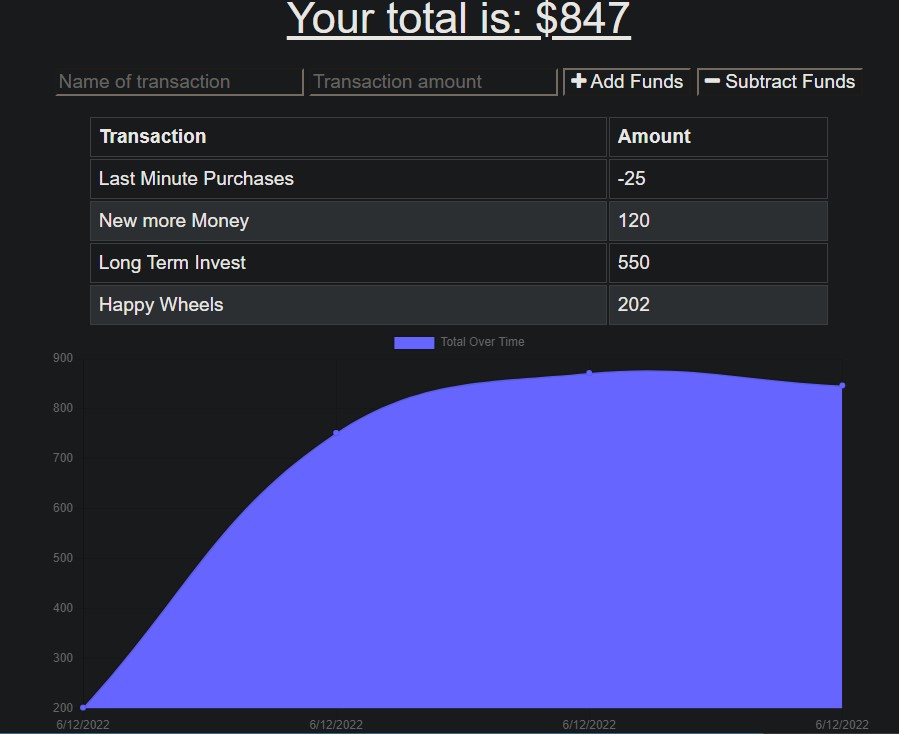 Your total is: $847
Name of transaction Transaction amount Add Funds Subtract Funds
Transaction Amount
Last Minute Purchases -25
New more Money 120
Long Term Invest 550
Happy Wheels 202
Total Over Time
900
800
700
600
500
400
300
200
6/12/2022 6/12/2022 6/12/2022 6/12/2022